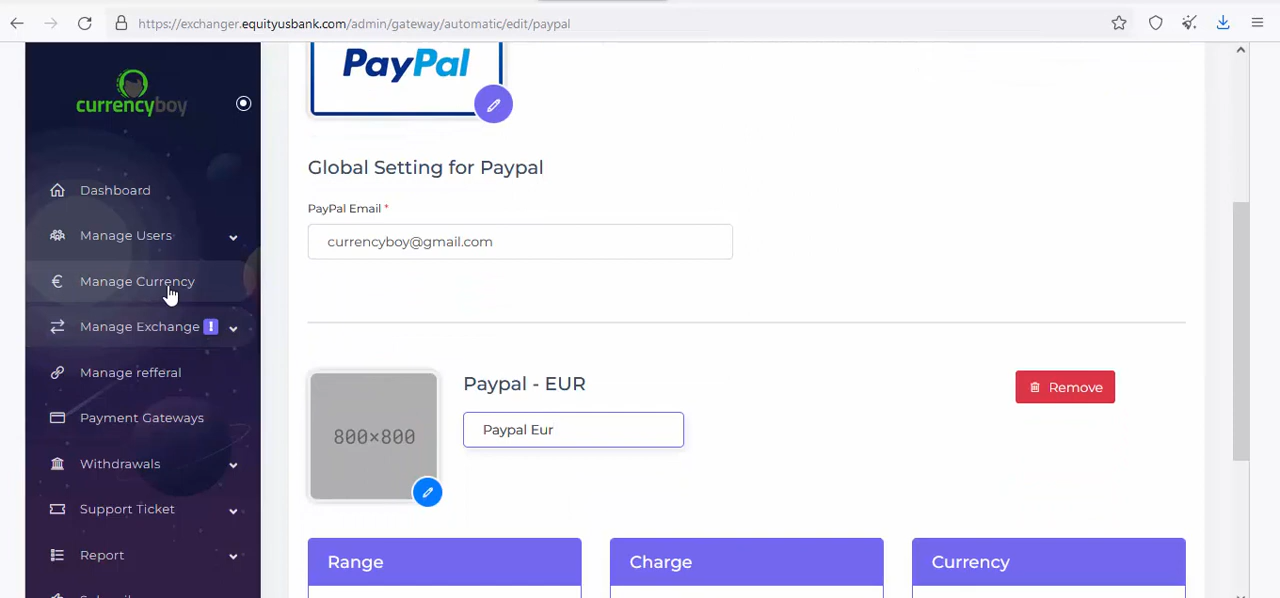 https://exchanger.equityusbank.com/admin/gateway/automatic/edit/paypal
currencyboy
Dashboard
Manage Users
Manage Currency
Manage Exchange !
Manage refferal
Payment Gateways
Withdrawals
Support Ticket
Report
PayPal
Global Setting for Paypal
PayPal Email *
currencyboy@gmail.com
800×800
Paypal - EUR
Paypal Eur
Remove
Range
Charge
Currency